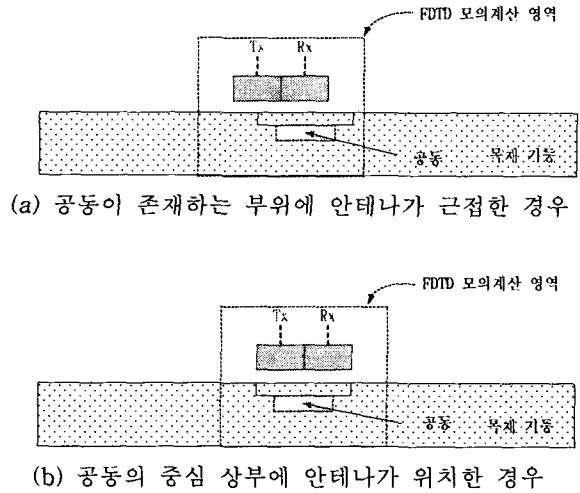 FDTD 모의계산 영역
Tx Rx
공동 목재 기둥
(a) 공동이 존재하는 부위에 안테나가 근접한 경우
FDTD 모의계산 영역
Tx Rx
공동 목재 기둥
(b) 공동의 중심 상부에 안테나가 위치한 경우